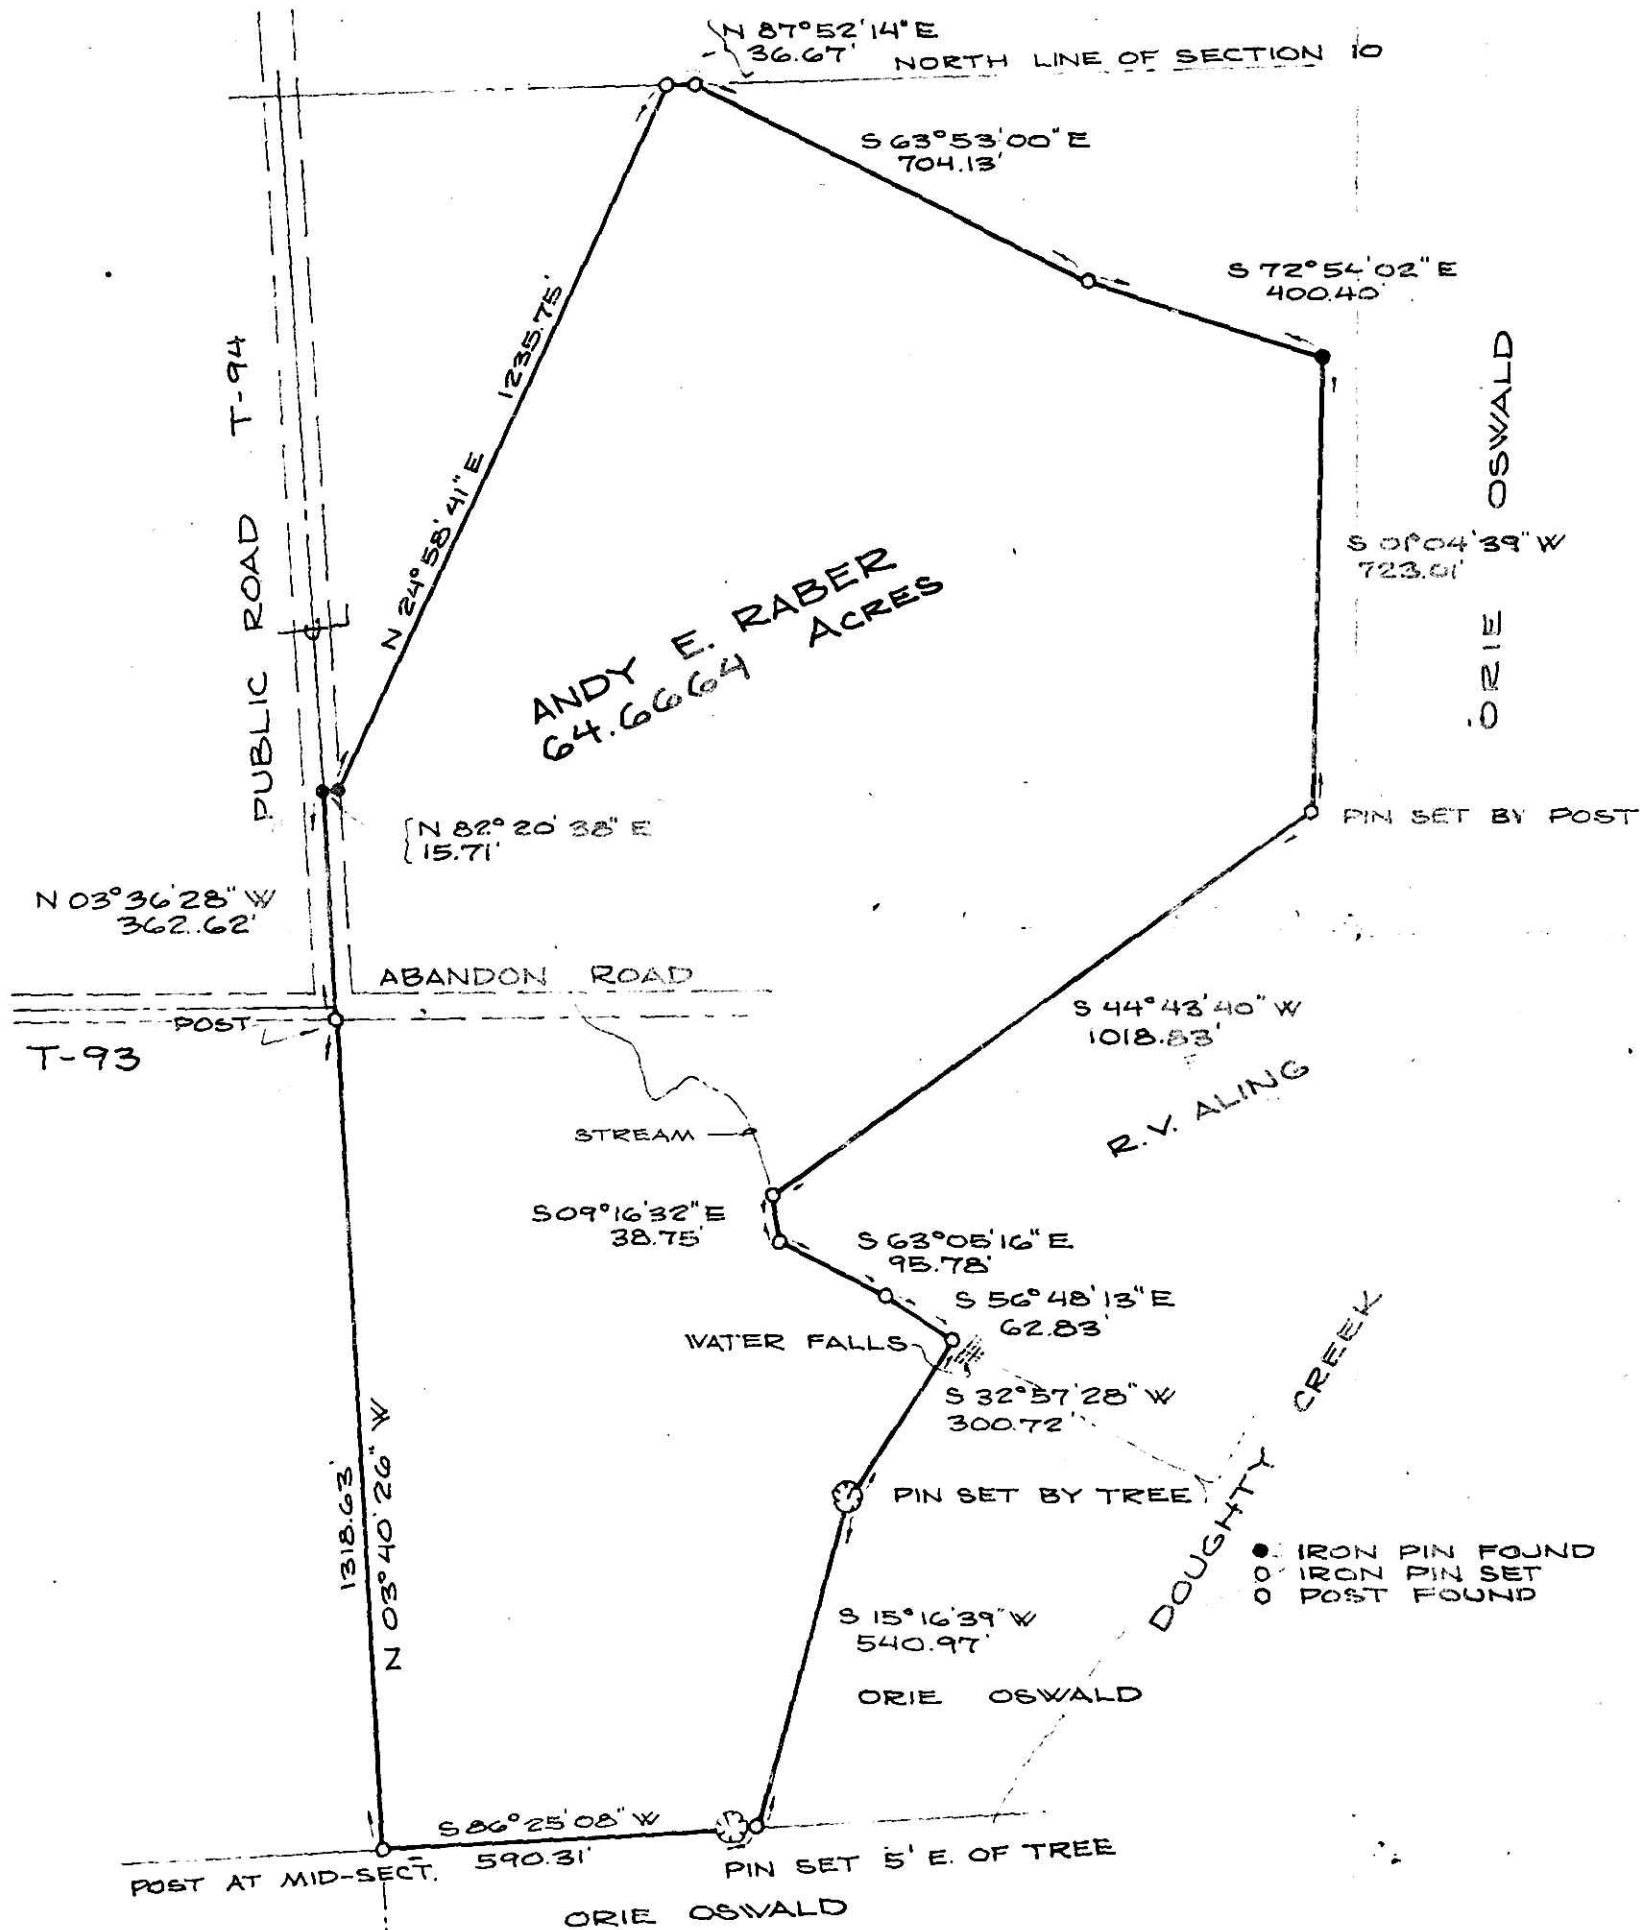 N 87°52'14" E
36.67'
NORTH LINE OF SECTION 10
S 63°53'00" E
704.13'
S 72°54'02" E
400.40'
PUBLIC ROAD T-94
1235.75'
N 24°58'41" E
ORIE OSWALD
S 01°04'39" W
723.01'
ANDY E. RABER
64.6664 ACRES
PIN SET BY POST
N 82°20'38" E
15.71'
N 03°36'28" W
362.62'
ABANDON ROAD
POST
T-93
S 44°43'40" W
1018.83'
R.V. ALING
STREAM
S 09°16'32" E
38.75'
S 63°05'16" E
95.78'
S 56°48'13" E
62.83'
WATER FALLS
S 32°57'28" W
300.72'
DOUGHTY CREEK
PIN SET BY TREE
1318.63'
N 03°40'26" W
IRON PIN FOUND
IRON PIN SET
POST FOUND
S 15°16'39" W
540.97'
ORIE OSWALD
S 86°25'08" W
590.31'
POST AT MID-SECT.
PIN SET 5' E. OF TREE
ORIE OSWALD